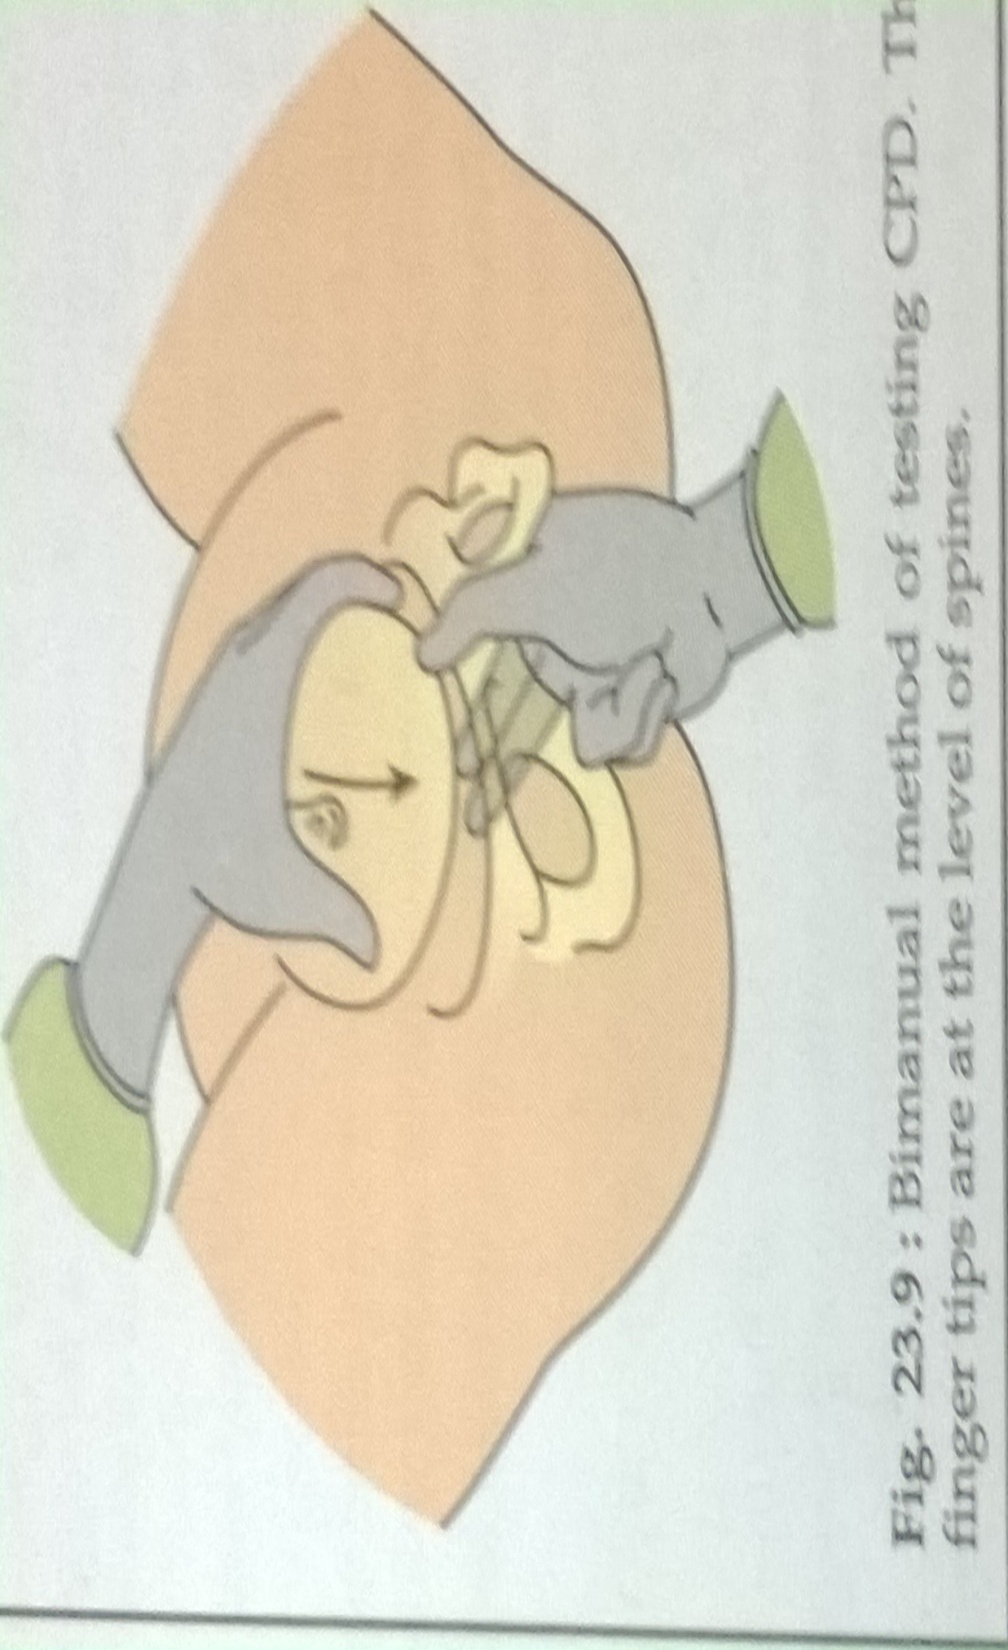 Fig. 23.9 : Bimanual method of testing CPD. Th
finger tips are at the level of spines.